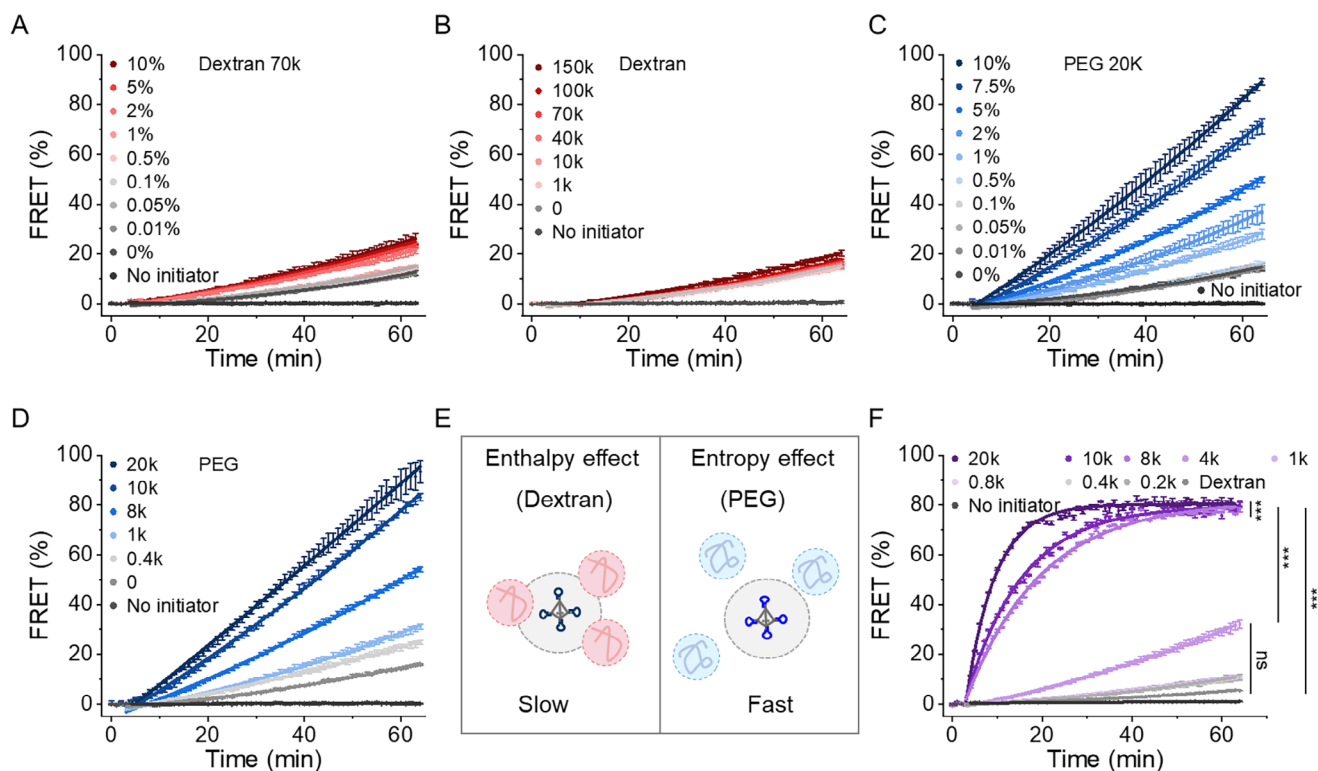 A
100
80
60
40
20
0
FRET (%)
20
40
60
Time (min)
Dextran 70k
10%
5%
2%
1%
0.5%
0.1%
0.05%
0.01%
0%
No initiator
B
100
80
60
40
20
0
FRET (%)
0
20
40
60
Time (min)
Dextran
150k
100k
70k
40k
10k
1k
0
No initiator
C
100
80
60
40
20
0
FRET (%)
0
20
40
60
Time (min)
PEG 20K
10%
7.5%
5%
2%
1%
0.5%
0.1%
0.05%
0.01%
0%
No initiator
D
100
80
60
40
20
0
FRET (%)
0
20
40
60
Time (min)
PEG
20k
10k
8k
1k
0.4k
0
No initiator
E
Enthalpy effect
(Dextran)
Slow
Entropy effect
(PEG)
Fast
F
100
80
60
40
20
0
FRET (%)
0
20
40
60
Time (min)
20k 10k 8k 4k 1k
0.8k 0.4k 0.2k Dextran
No initiator
***
***
***
ns